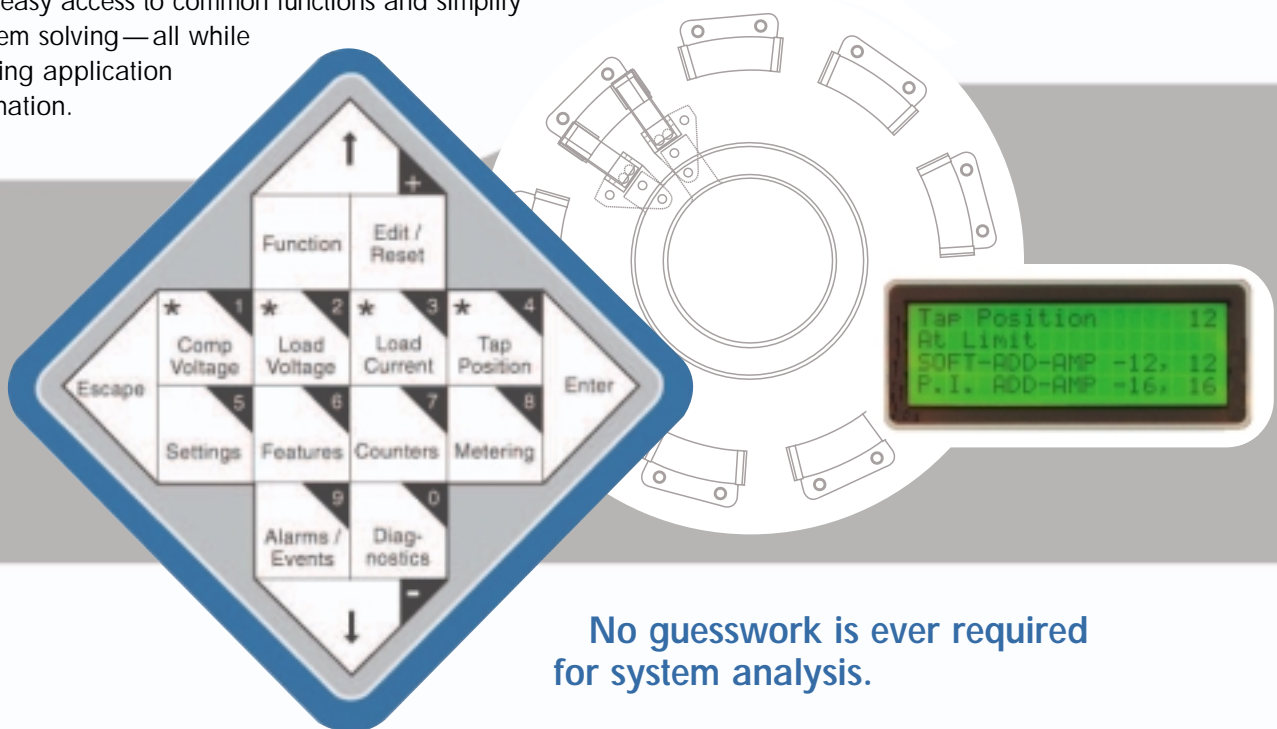 easy access to common functions and simplify
em solving—all while
ing application
nation.
↑
+
Function
Edit /
Reset
* 1
Comp
Voltage
* 2
Load
Voltage
* 3
Load
Current
* 4
Tap
Position
Escape
Enter
5
Settings
6
Features
7
Counters
8
Metering
9
Alarms /
Events
0
Diag-
nostics
-
↓
Tap Position 12
At Limit
SOFT-ADD-AMP -12, 12
P.I. ADD-AMP -16, 16
No guesswork is ever required
for system analysis.